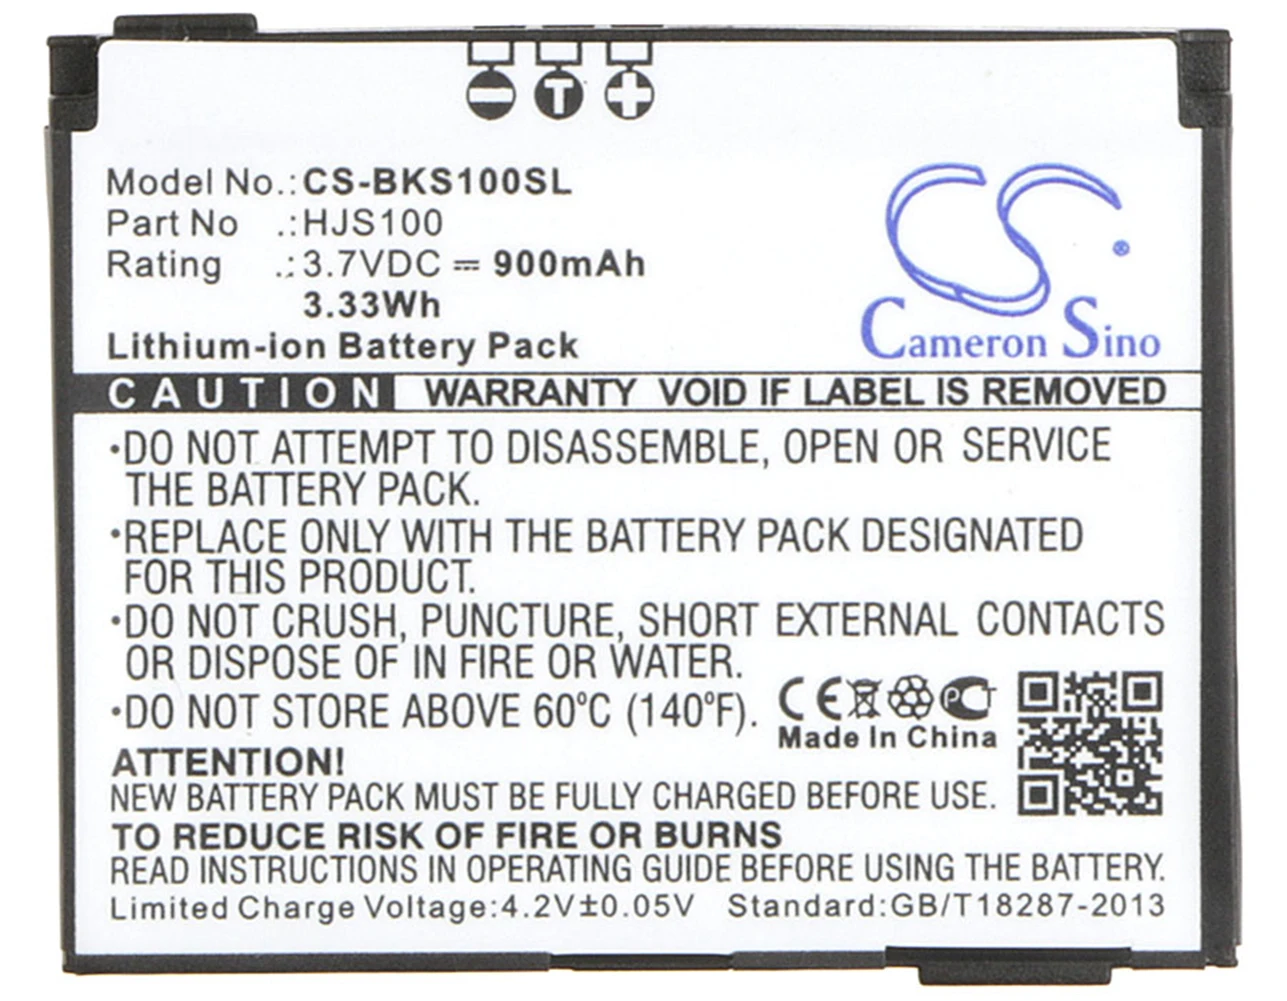 T
Model No.:CS-BKS100SL
Part No .:HJS100
Rating .:3.7VDC = 900mAh
3.33Wh
Lithium-ion Battery Pack
CS
®
Cameron Sino
CAUTION WARRANTY VOID IF LABEL IS REMOVED
•DO NOT ATTEMPT TO DISASSEMBLE, OPEN OR SERVICE
THE BATTERY PACK.
•REPLACE ONLY WITH THE BATTERY PACK DESIGNATED
FOR THIS PRODUCT.
•DO NOT CRUSH, PUNCTURE, SHORT EXTERNAL CONTACTS
OR DISPOSE OF IN FIRE OR WATER.
•DO NOT STORE ABOVE 60°C (140°F).
CE PCT
Made In China
ATTENTION!
NEW BATTERY PACK MUST BE FULLY CHARGED BEFORE USE.
TO REDUCE RISK OF FIRE OR BURNS
READ INSTRUCTIONS IN OPERATING GUIDE BEFORE USING THE BATTERY.
Limited Charge Voltage:4.2V±0.05V Standard:GB/T18287-2013